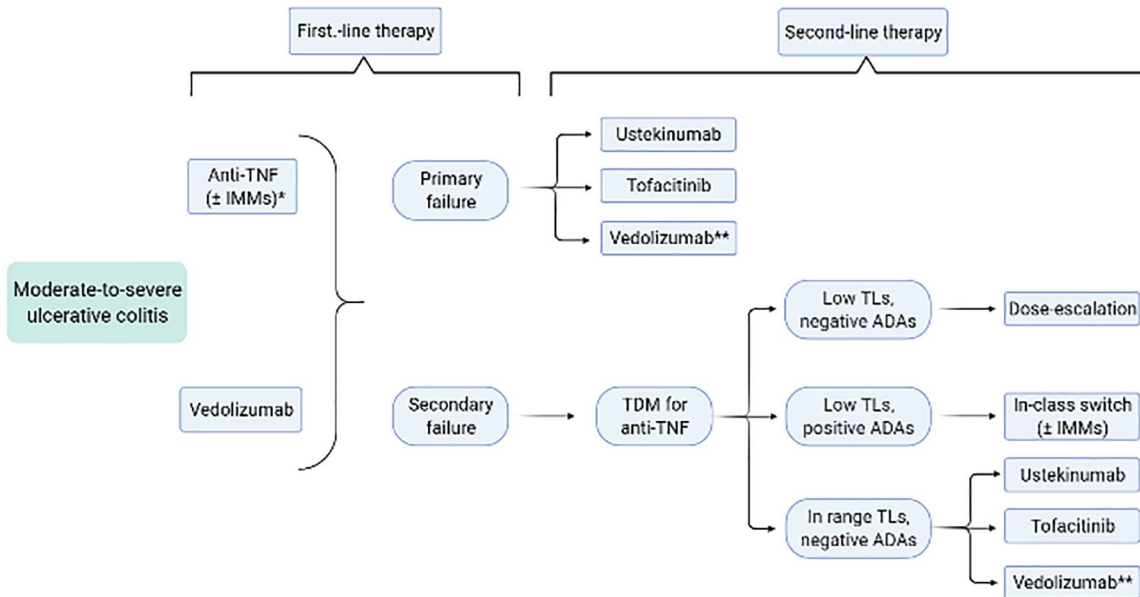 First.-line therapy
Second-line therapy
Anti-TNF
(± IMMs)*
Primary
failure
Ustekinumab
Tofacitinib
Vedolizumab**
Moderate-to-severe
ulcerative colitis
Vedolizumab
Secondary
failure
TDM for
anti-TNF
Low TLs,
negative ADAs
Dose-escalation
Low TLs,
positive ADAs
In-class switch
(± IMMs)
In range TLs,
negative ADAs
Ustekinumab
Tofacitinib
Vedolizumab**